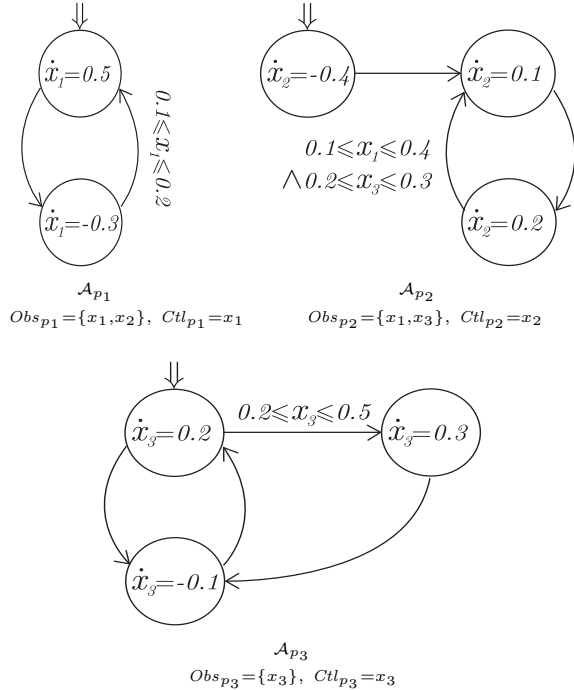 ẋ₁=0.5
0.1⩽x₁⩽0.2
ẋ₁=-0.3
𝒜ₚ₁
Obsₚ₁={x₁,x₂}, Ctlₚ₁=x₁
ẋ₂=-0.4
ẋ₂=0.1
0.1⩽x₁⩽0.4
∧0.2⩽x₃⩽0.3
ẋ₂=0.2
𝒜ₚ₂
Obsₚ₂={x₁,x₃}, Ctlₚ₂=x₂
ẋ₃=0.2
0.2⩽x₃⩽0.5
ẋ₃=0.3
ẋ₃=-0.1
𝒜ₚ₃
Obsₚ₃={x₃}, Ctlₚ₃=x₃